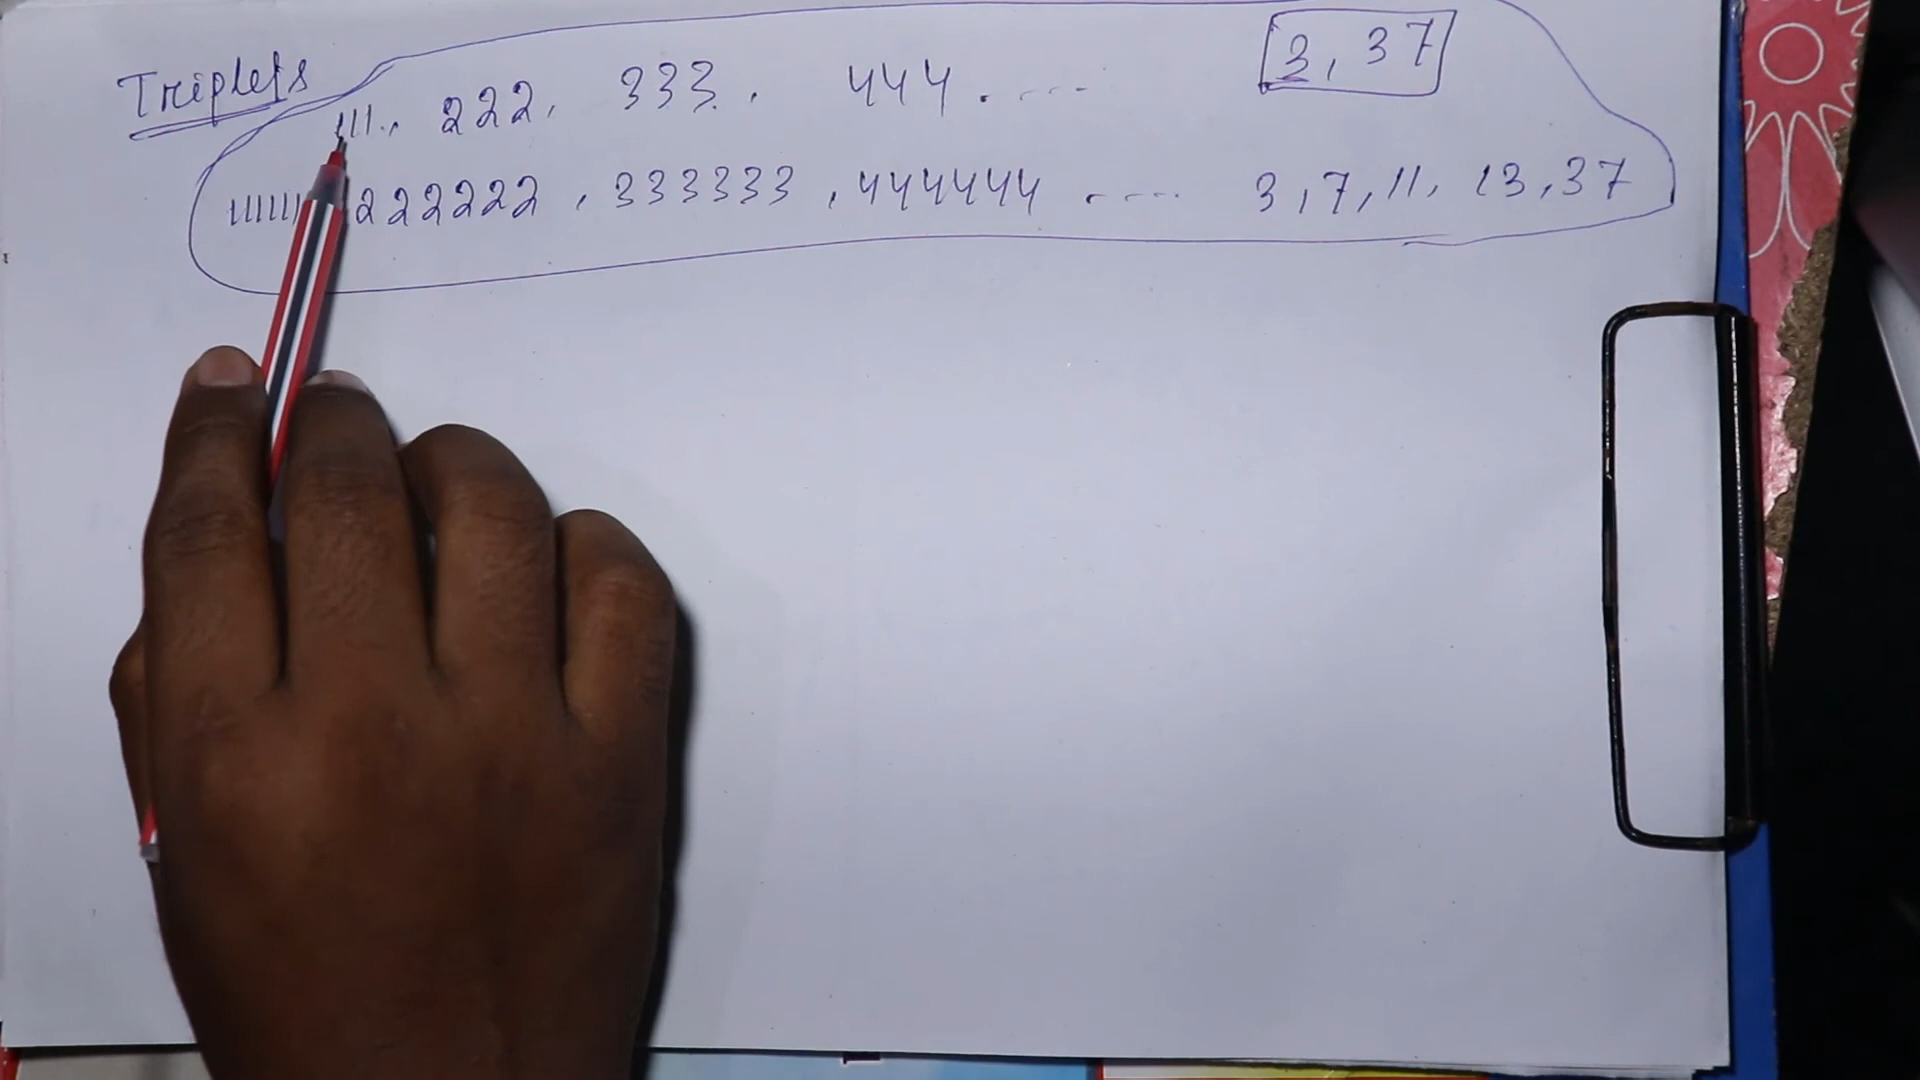 Triplets
111, 222, 333, 444. .... 3, 37
111111 222222, 333333, 444444 .... 3, 7, 11, 13, 37